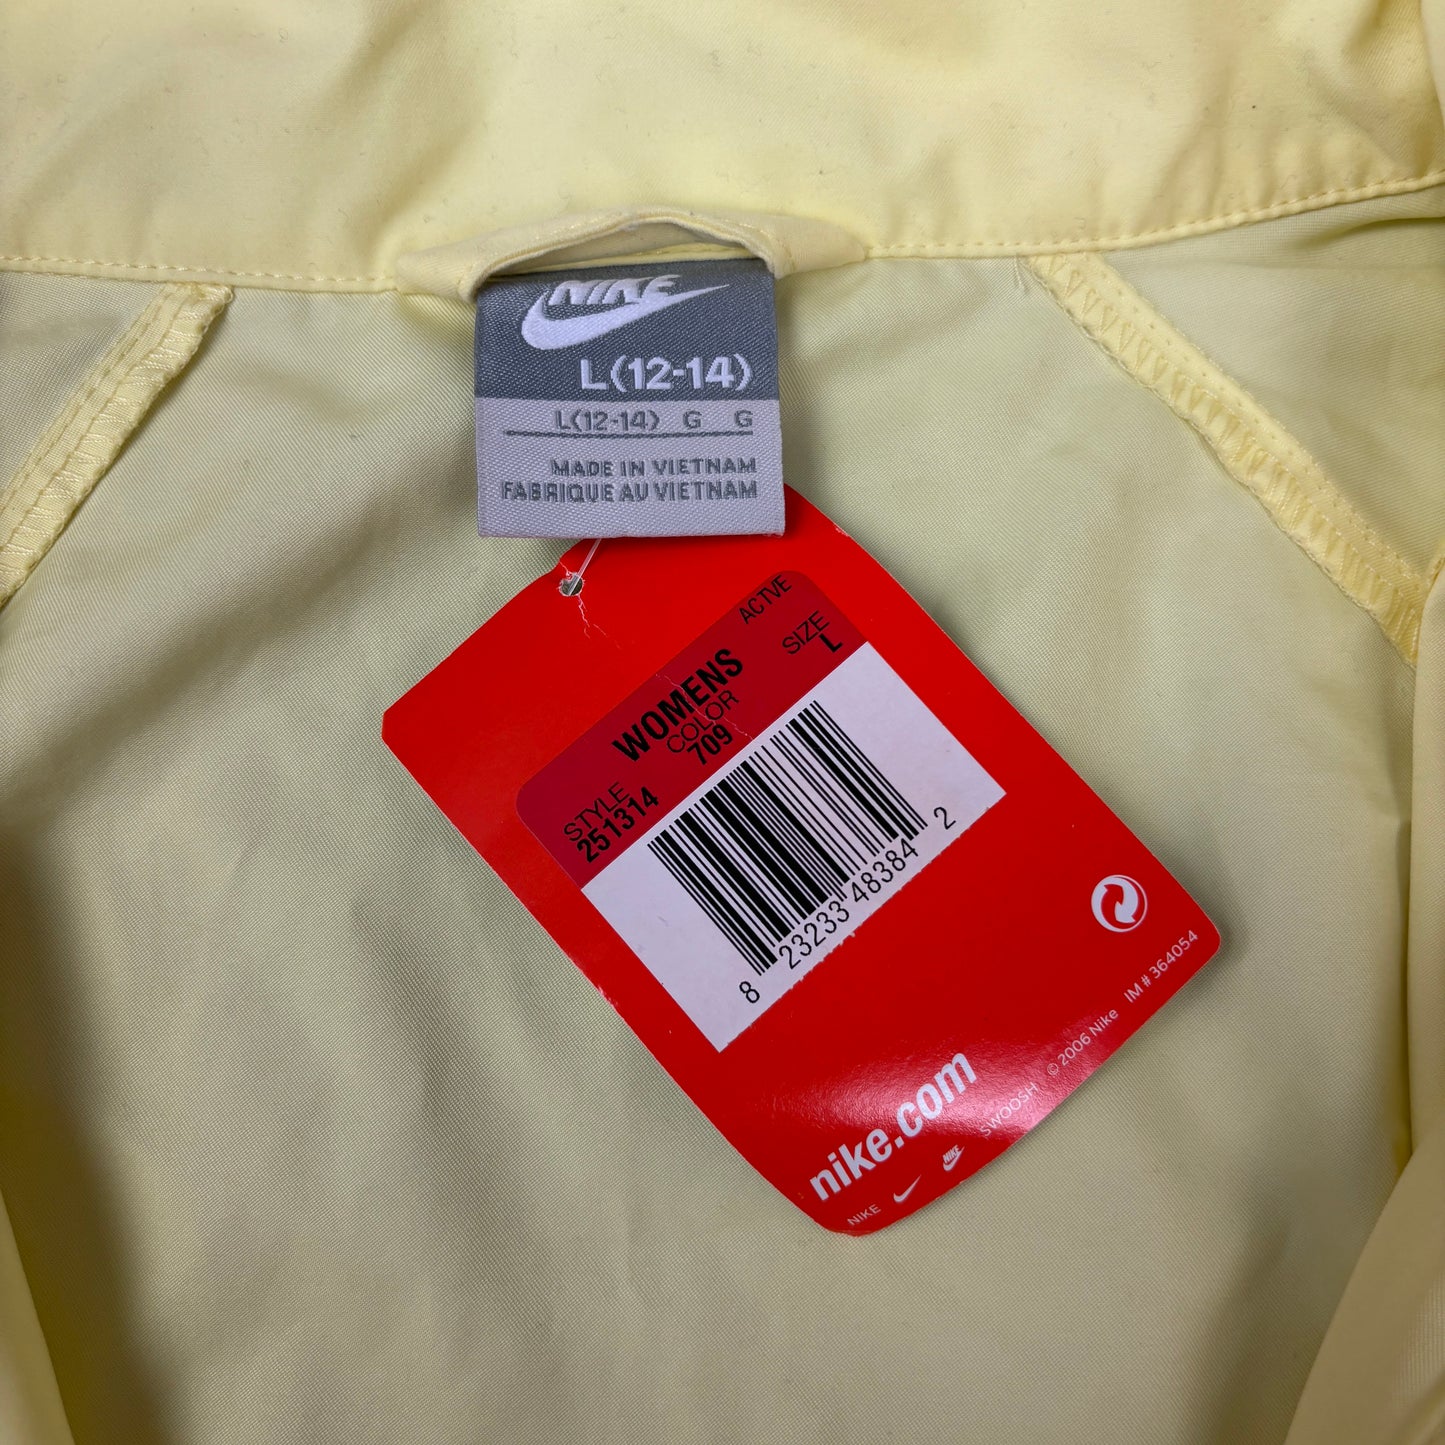 NIKE
L(12-14)
L(12-14) G G
MADE IN VIETNAM
FABRIQUE AU VIETNAM
ACTVE
WOMENS
SIZE
L
COLOR
709
STYLE
251314
8 23233 48384 2
nike.com
NIKE NIKE SWOOSH ©2006 Nike IM # 364054